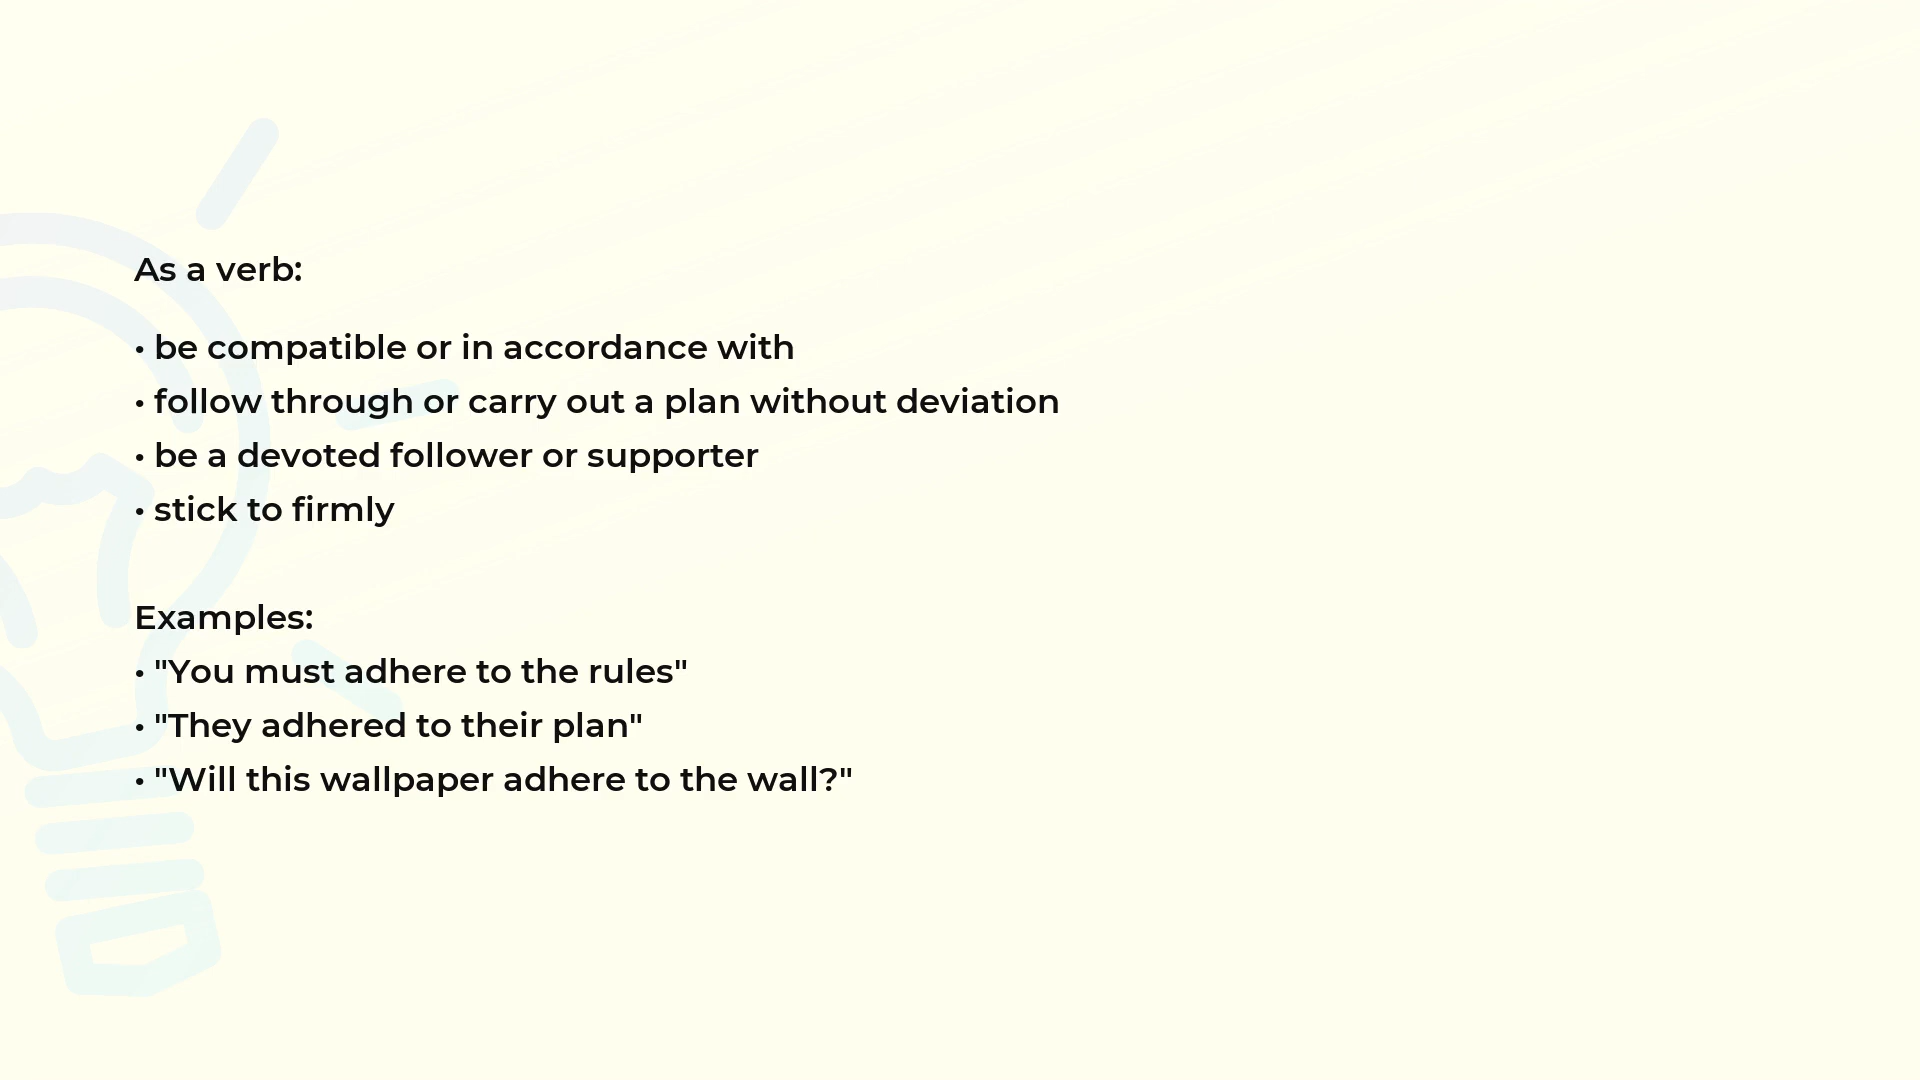 As a verb:
• be compatible or in accordance with
• follow through or carry out a plan without deviation
• be a devoted follower or supporter
• stick to firmly
Examples:
• "You must adhere to the rules"
• "They adhered to their plan"
• "Will this wallpaper adhere to the wall?"